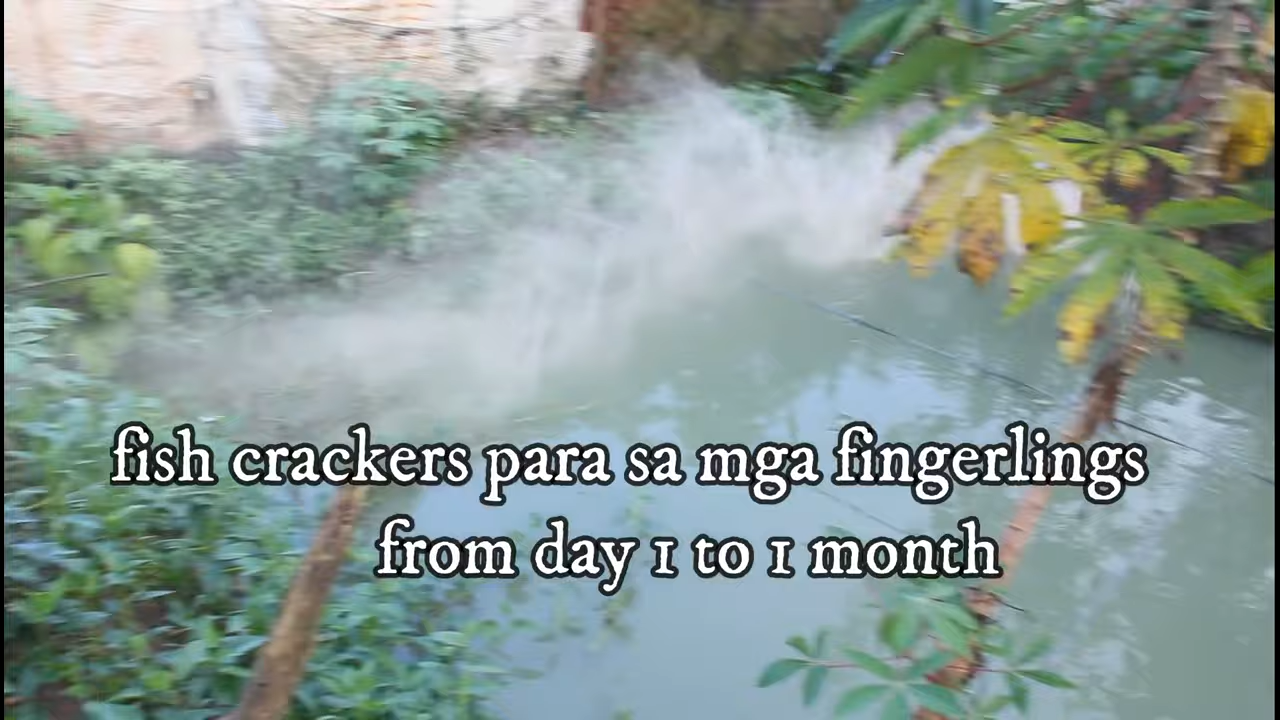 fish crackers para sa mga fingerlings
from day 1 to 1 month